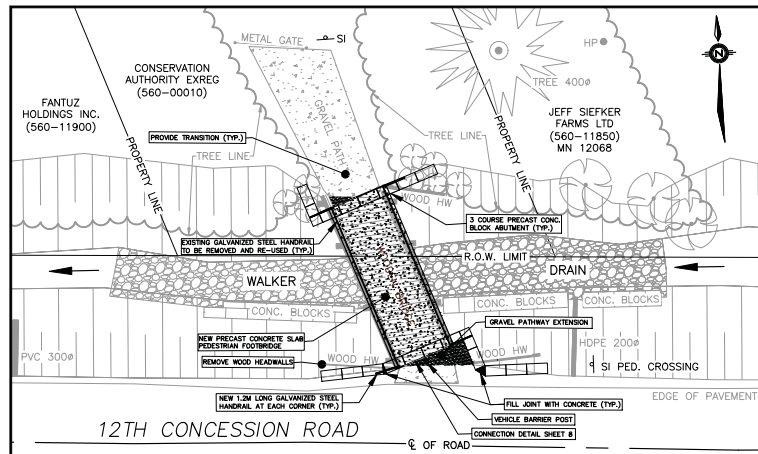 METAL GATE
SI
HP
N
CONSERVATION
AUTHORITY EXREG
(560-00010)
TREE 400ø
FANTUZ
HOLDINGS INC.
(560-11900)
GRAVEL PATH
JEFF SIEFKER
FARMS LTD
(560-11850)
MN 12068
PROVIDE TRANSITION (TYP.)
TREE LINE
TREE LINE
PROPERTY LINE
PROPERTY LINE
TREE LINE
WOOD HW
3 COURSE PRECAST CONC.
BLOCK ABUTMENT (TYP.)
EXISTING GALVANIZED STEEL HANDRAIL
TO BE REMOVED AND RE-USED (TYP.)
R.O.W. LIMIT
WALKER
DRAIN
CONC. BLOCKS
CONC. BLOCKS
CONC. BLOCKS
NEW PRECAST CONCRETE SLAB
PEDESTRIAN FOOTBRIDGE
GRAVEL PATHWAY EXTENSION
HDPE 200ø
PVC 300ø
REMOVE WOOD HEADWALLS
WOOD HW
WOOD HW
SI PED. CROSSING
NEW 1.2M LONG GALVANIZED STEEL
HANDRAIL AT EACH CORNER (TYP.)
FILL JOINT WITH CONCRETE (TYP.)
EDGE OF PAVEMENT
VEHICLE BARRIER POST
CONNECTION DETAIL SHEET 8
12TH CONCESSION ROAD
℄ OF ROAD